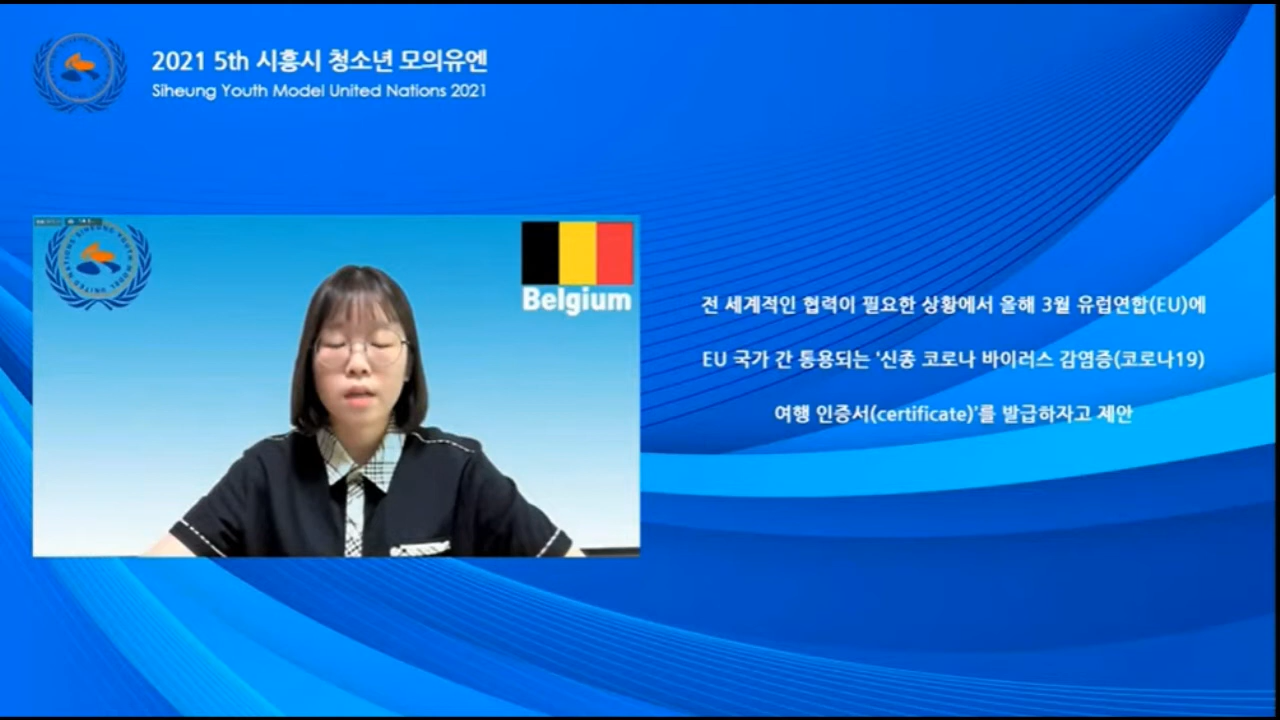 2021 5th 시흥시 청소년 모의유엔
Siheung Youth Model United Nations 2021
Belgium
전 세계적인 협력이 필요한 상황에서 올해 3월 유럽연합(EU)에
EU 국가 간 통용되는 '신종 코로나 바이러스 감염증(코로나19)
여행 인증서(certificate)'를 발급하자고 제안